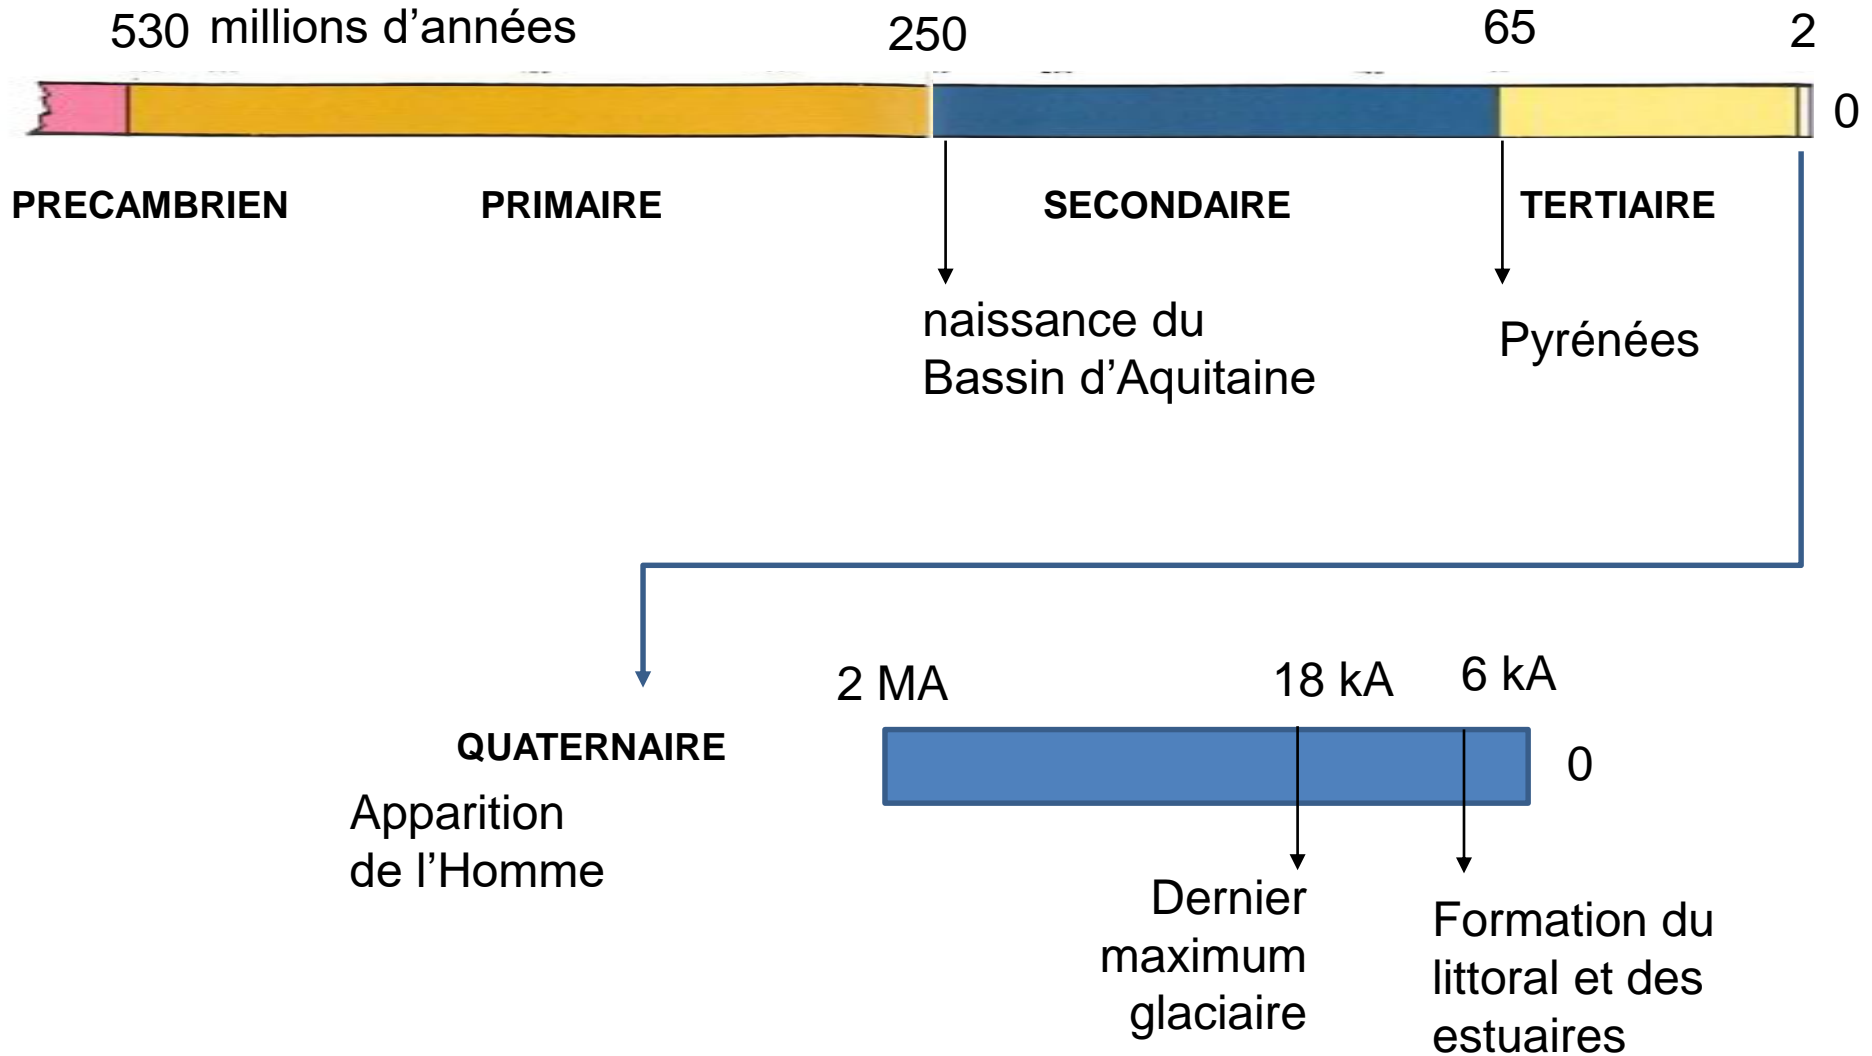 530 millions d’années 250 65 2
0
PRECAMBRIEN PRIMAIRE SECONDAIRE TERTIAIRE
naissance du
Bassin d’Aquitaine
Pyrénées
2 MA 18 kA 6 kA
QUATERNAIRE
0
Apparition
de l’Homme
Dernier
maximum
glaciaire
Formation du
littoral et des
estuaires